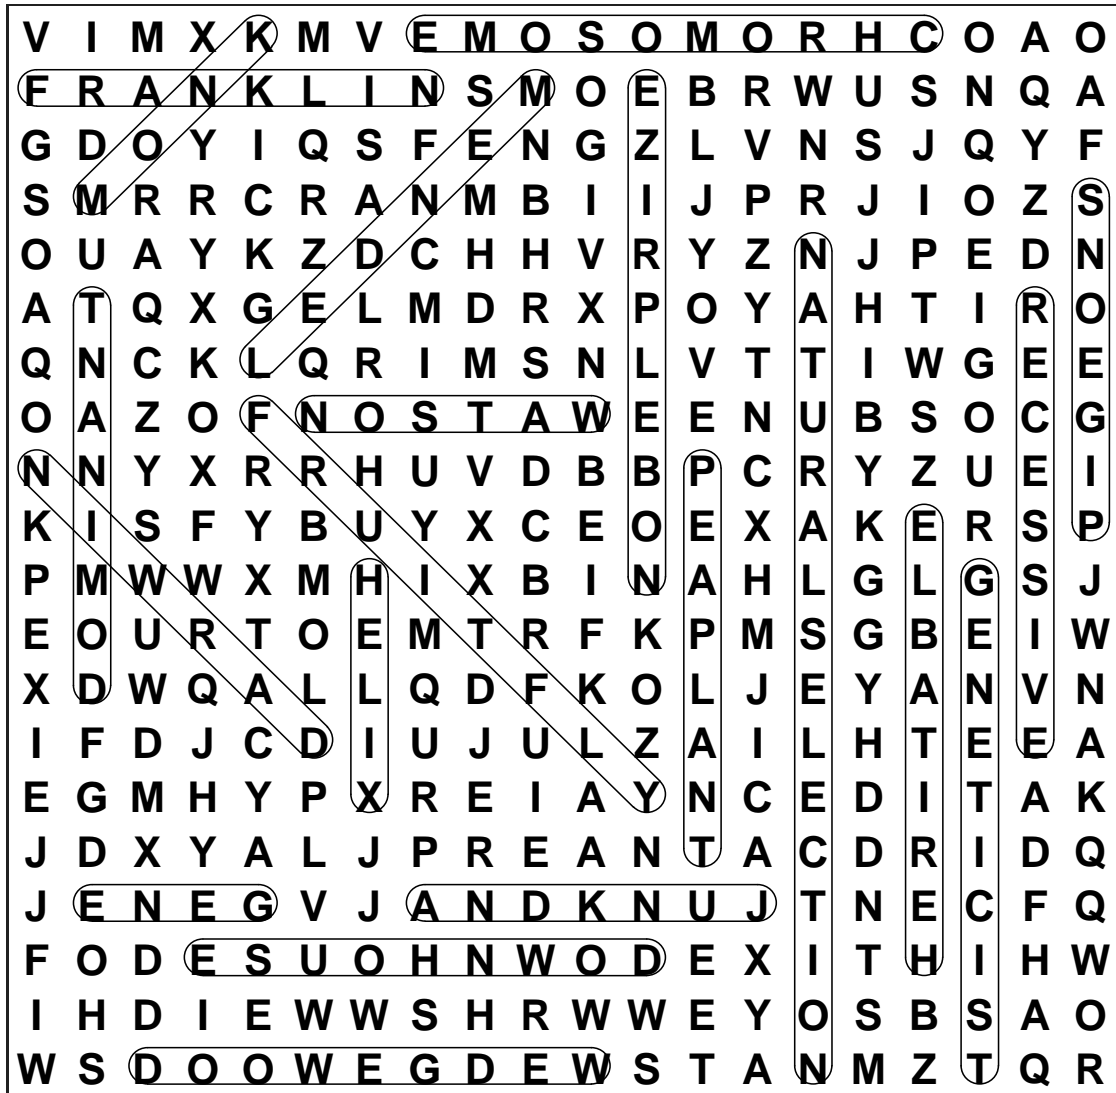 V I M X K M V E M O S O M O R H C O A O
F R A N K L I N S M O E B R W U S N Q A
G D O Y I Q S F E N G Z L V N S J Q Y F
S M R R C R A N M B I I J P R J I O Z S
O U A Y K Z D C H H V R Y Z N J P E D N
A T Q X G E L M D R X P O Y A H T I R O
Q N C K L Q R I M S N L V T T I W G E E
O A Z O F N O S T A W E E N U B S O C G
N N Y X R R H U V D B B P C R Y Z U E I
K I S F Y B U Y X C E O E X A K E R S P
P M W W X M H I X B I N A H L G L G S J
E O U R T O E M T R F K P M S G B E I W
X D W Q A L L Q D F K O L J E Y A N V N
I F D J C D I U J U L Z A I L H T E E A
E G M H Y P X R E I A Y N C E D I T A K
J D X Y A L J P R E A N T A C D R I D Q
J E N E G V J A N D K N U J T N E C F Q
F O D E S U O H N W O D E X I T H I H W
I H D I E W W S H R W W E Y O S B S A O
W S D O O W E G D E W S T A N M Z T Q R